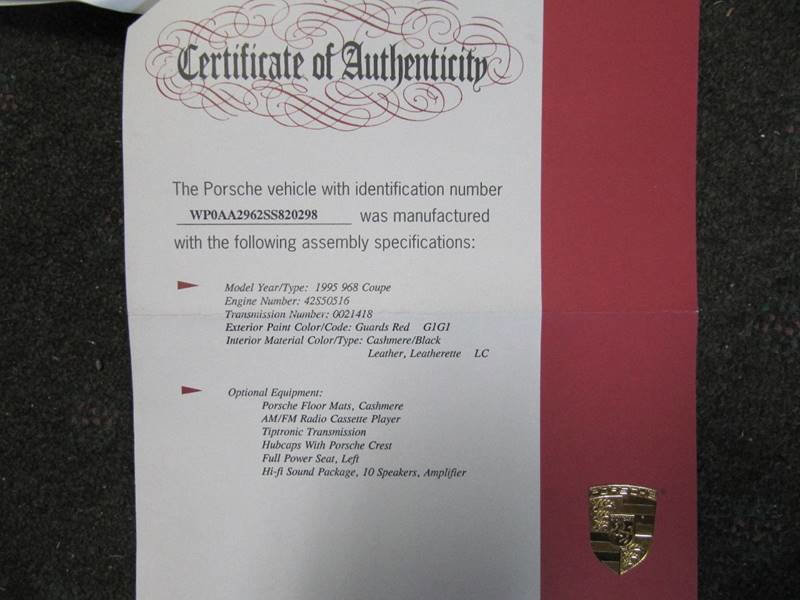 Certificate of Authenticity
The Porsche vehicle with identification number
WP0AA2962SS820298 was manufactured
with the following assembly specifications:
Model Year/Type: 1995 968 Coupe
Engine Number: 42S50516
Transmission Number: 0021418
Exterior Paint Color/Code: Guards Red G1G1
Interior Material Color/Type: Cashmere/Black
Leather, Leatherette LC
Optional Equipment:
Porsche Floor Mats, Cashmere
AM/FM Radio Cassette Player
Tiptronic Transmission
Hubcaps With Porsche Crest
Full Power Seat, Left
Hi-fi Sound Package, 10 Speakers, Amplifier
PORSCHE